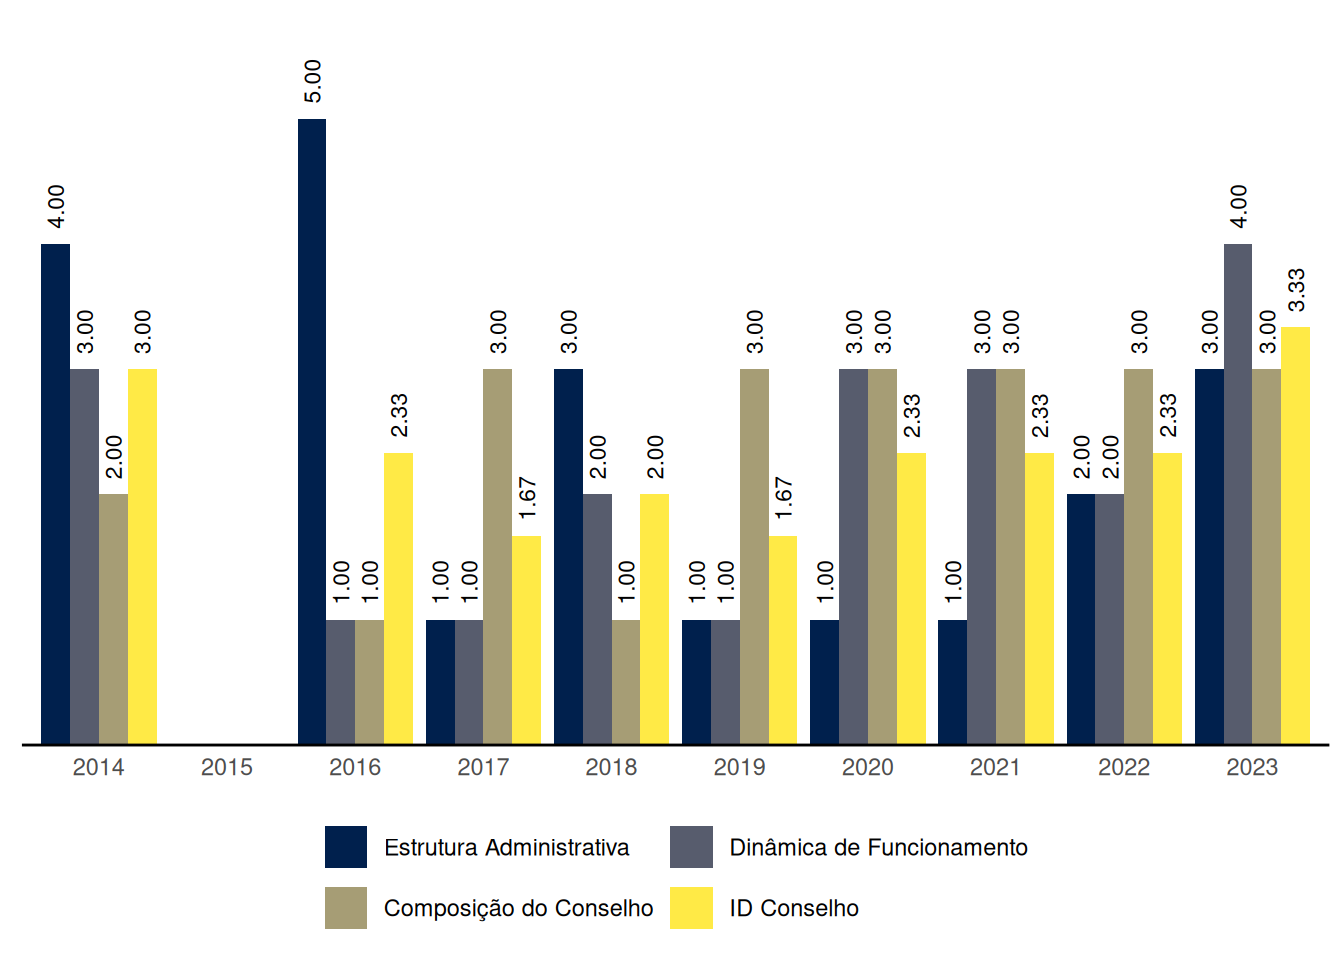 4.00 3.00 2.00 3.00
5.00 1.00 1.00 2.33
1.00 1.00 3.00 1.67
3.00 2.00 1.00 2.00
1.00 1.00 3.00 1.67
1.00 3.00 3.00 2.33
1.00 3.00 3.00 2.33
2.00 2.00 3.00 2.33
3.00 4.00 3.00 3.33
2014 2015 2016 2017 2018 2019 2020 2021 2022 2023
Estrutura Administrativa Dinâmica de Funcionamento
Composição do Conselho ID Conselho